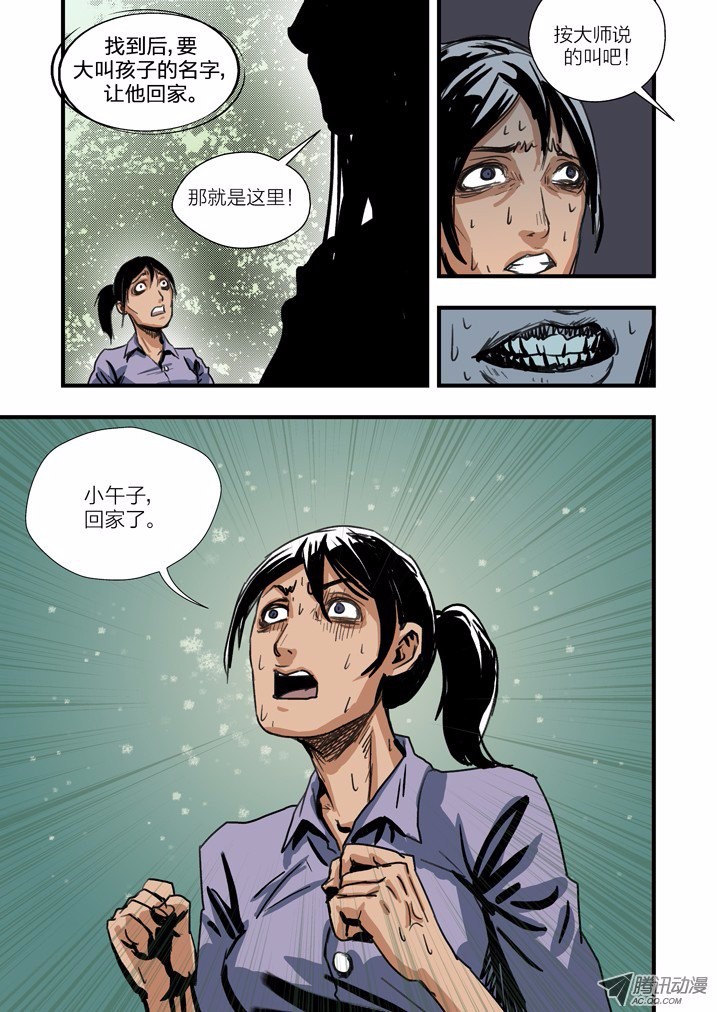 找到后,要
大叫孩子的名字,
让他回家。
那就是这里!
按大师说
的叫吧!
小午子,
回家了。
腾讯动漫
AC.QQ.COM